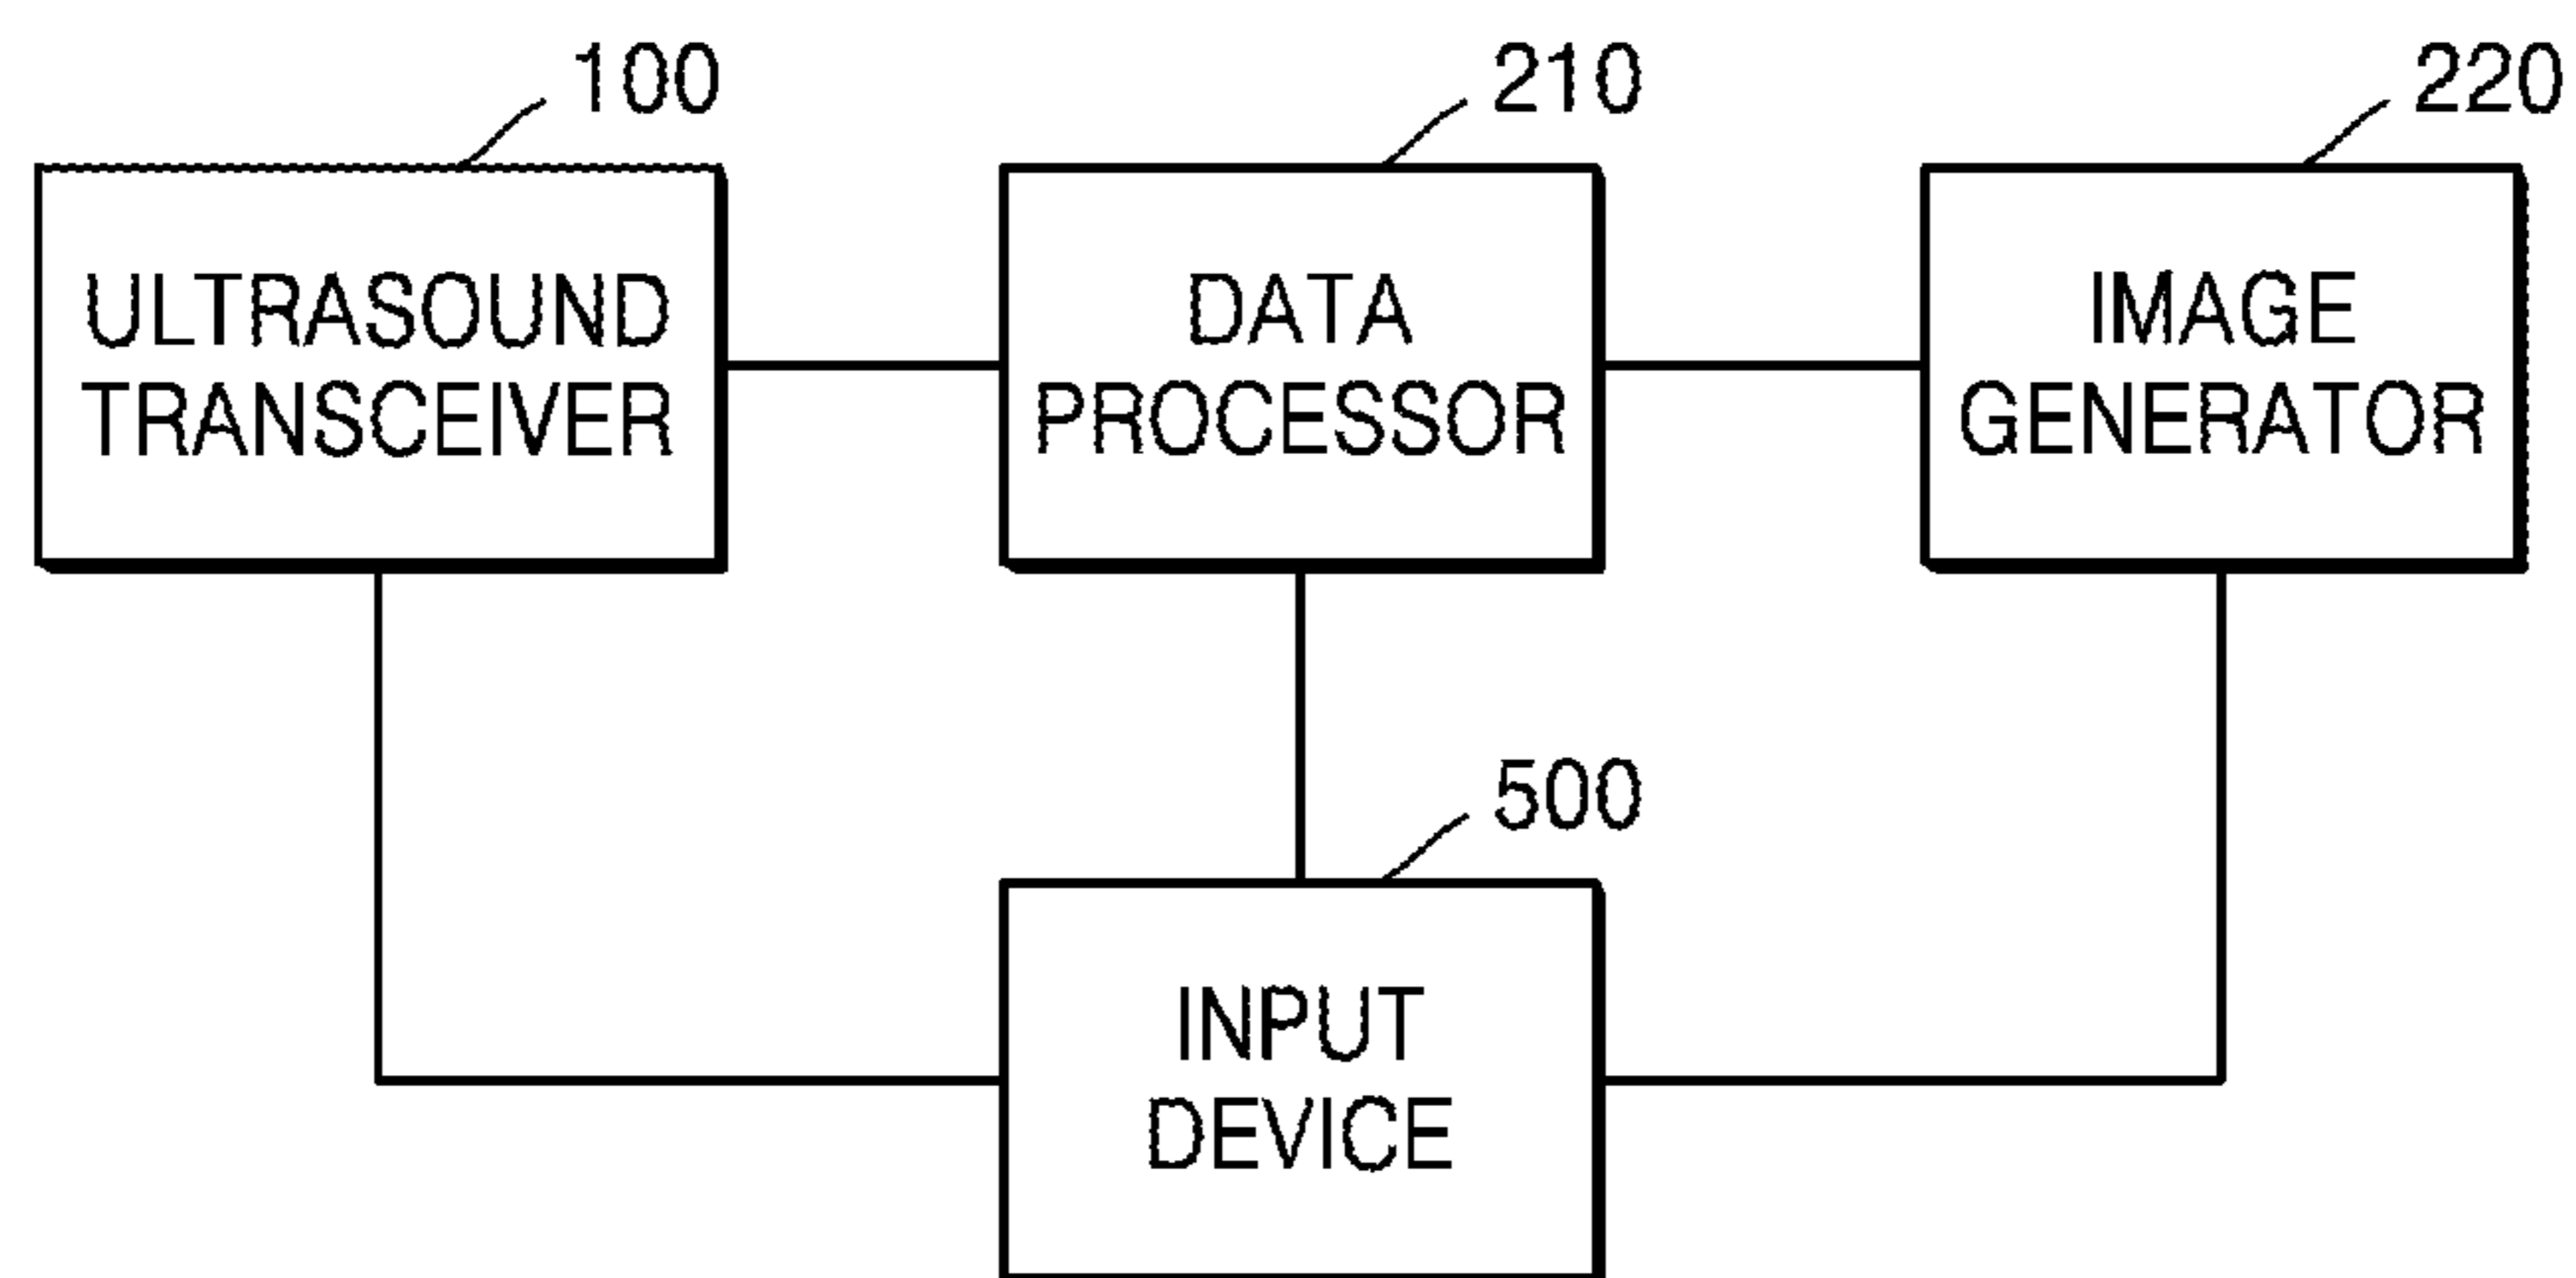 100
210
220
ULTRASOUND
TRANSCEIVER
DATA
PROCESSOR
IMAGE
GENERATOR
500
INPUT
DEVICE